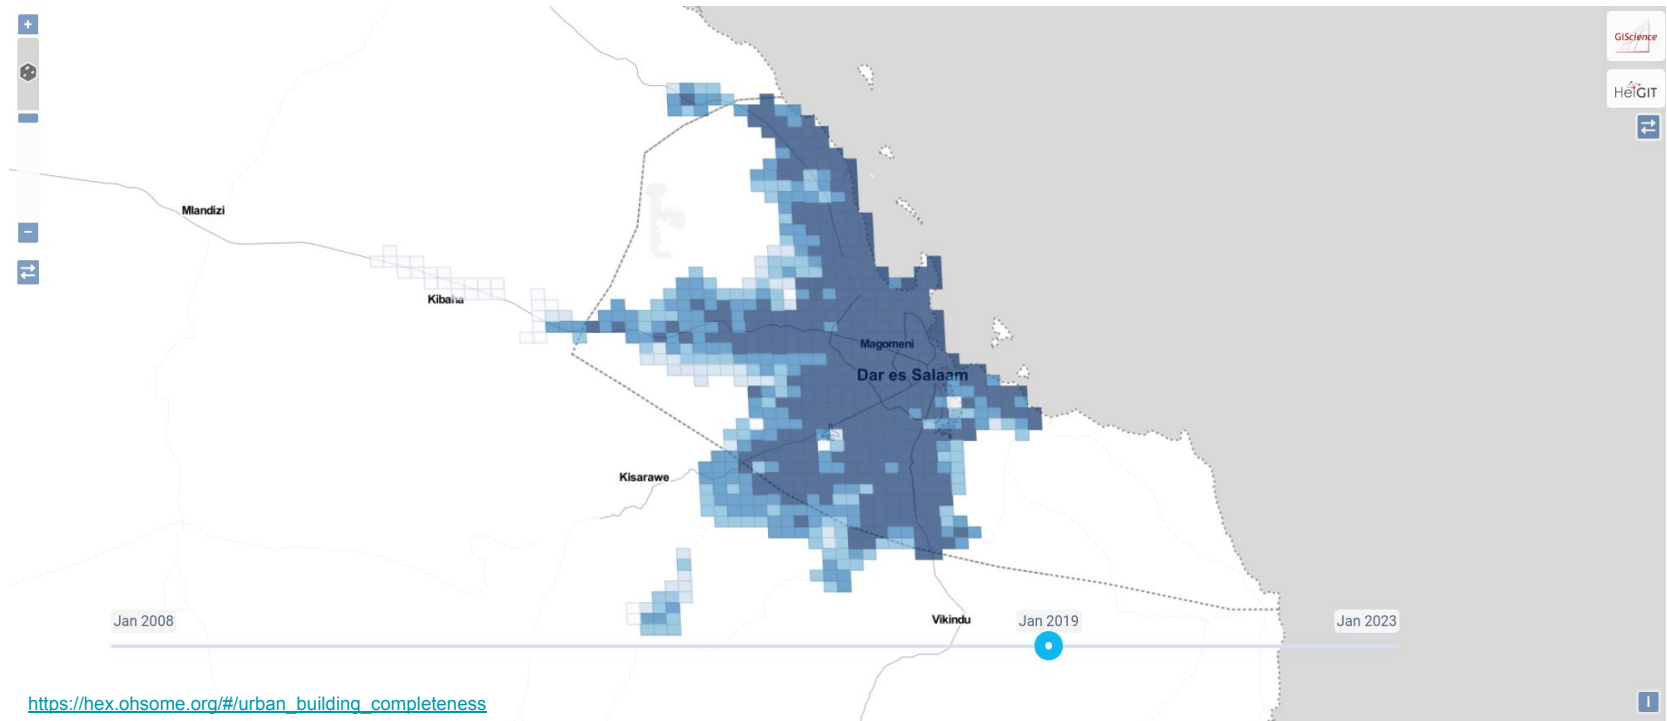 +
GIScience
HeiGIT
Mlandizi
−
Kibaha
Magomeni
Dar es Salaam
Kisarawe
Vikindu
Jan 2008
Jan 2019
Jan 2023
https://hex.ohsome.org/#/urban_building_completeness
I